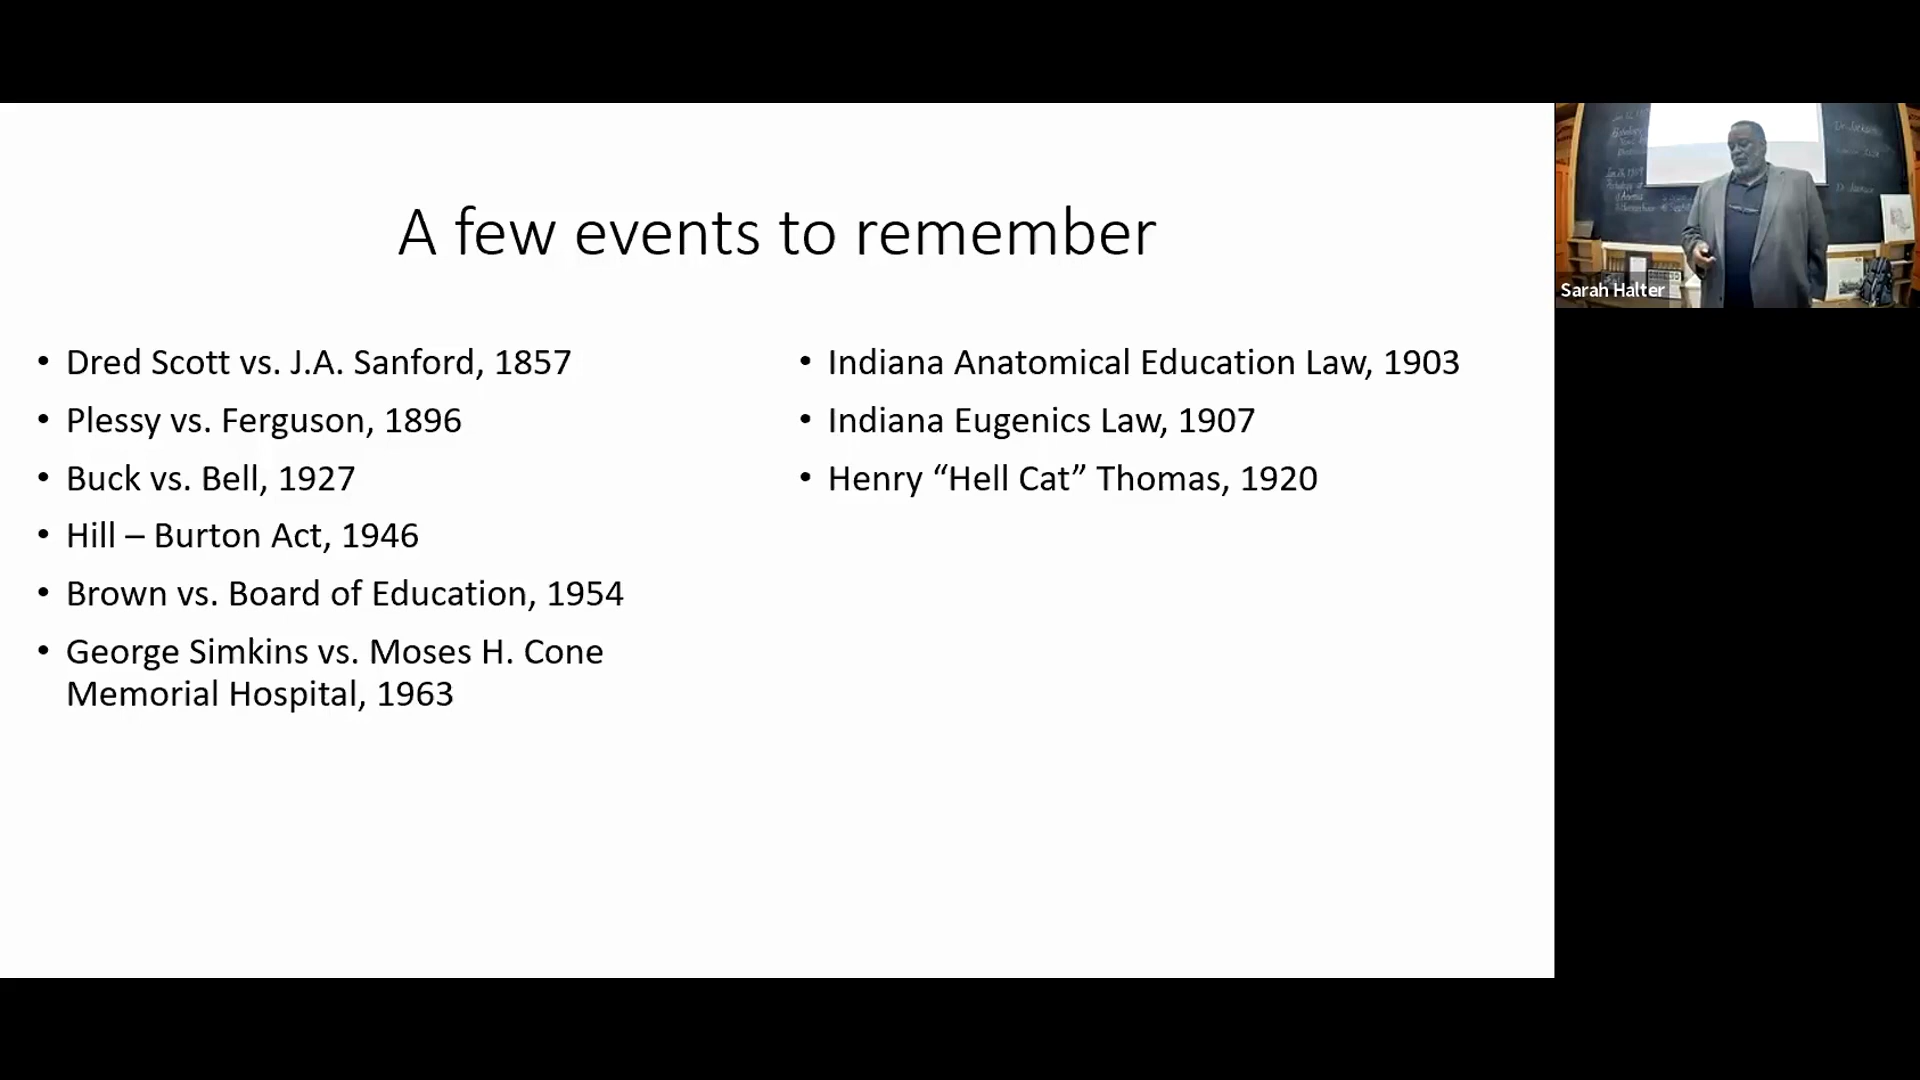 A few events to remember
• Dred Scott vs. J.A. Sanford, 1857
• Plessy vs. Ferguson, 1896
• Buck vs. Bell, 1927
• Hill – Burton Act, 1946
• Brown vs. Board of Education, 1954
• George Simkins vs. Moses H. Cone
Memorial Hospital, 1963
• Indiana Anatomical Education Law, 1903
• Indiana Eugenics Law, 1907
• Henry “Hell Cat” Thomas, 1920
Sarah Halter